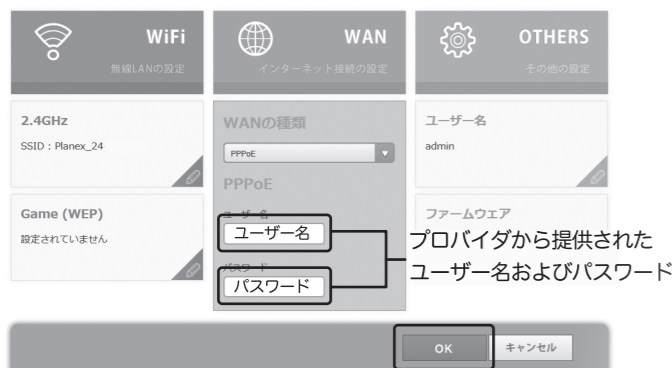 WiFi
無線LANの設定
WAN
インターネット接続の設定
OTHERS
その他の設定
2.4GHz
SSID : Planex_24
Game (WEP)
設定されていません
WANの種類
PPPoE
PPPoE
ユーザー名
ユーザー名
パスワード
パスワード
ユーザー名
admin
ファームウェア
プロバイダから提供された
ユーザー名およびパスワード
OK
キャンセル